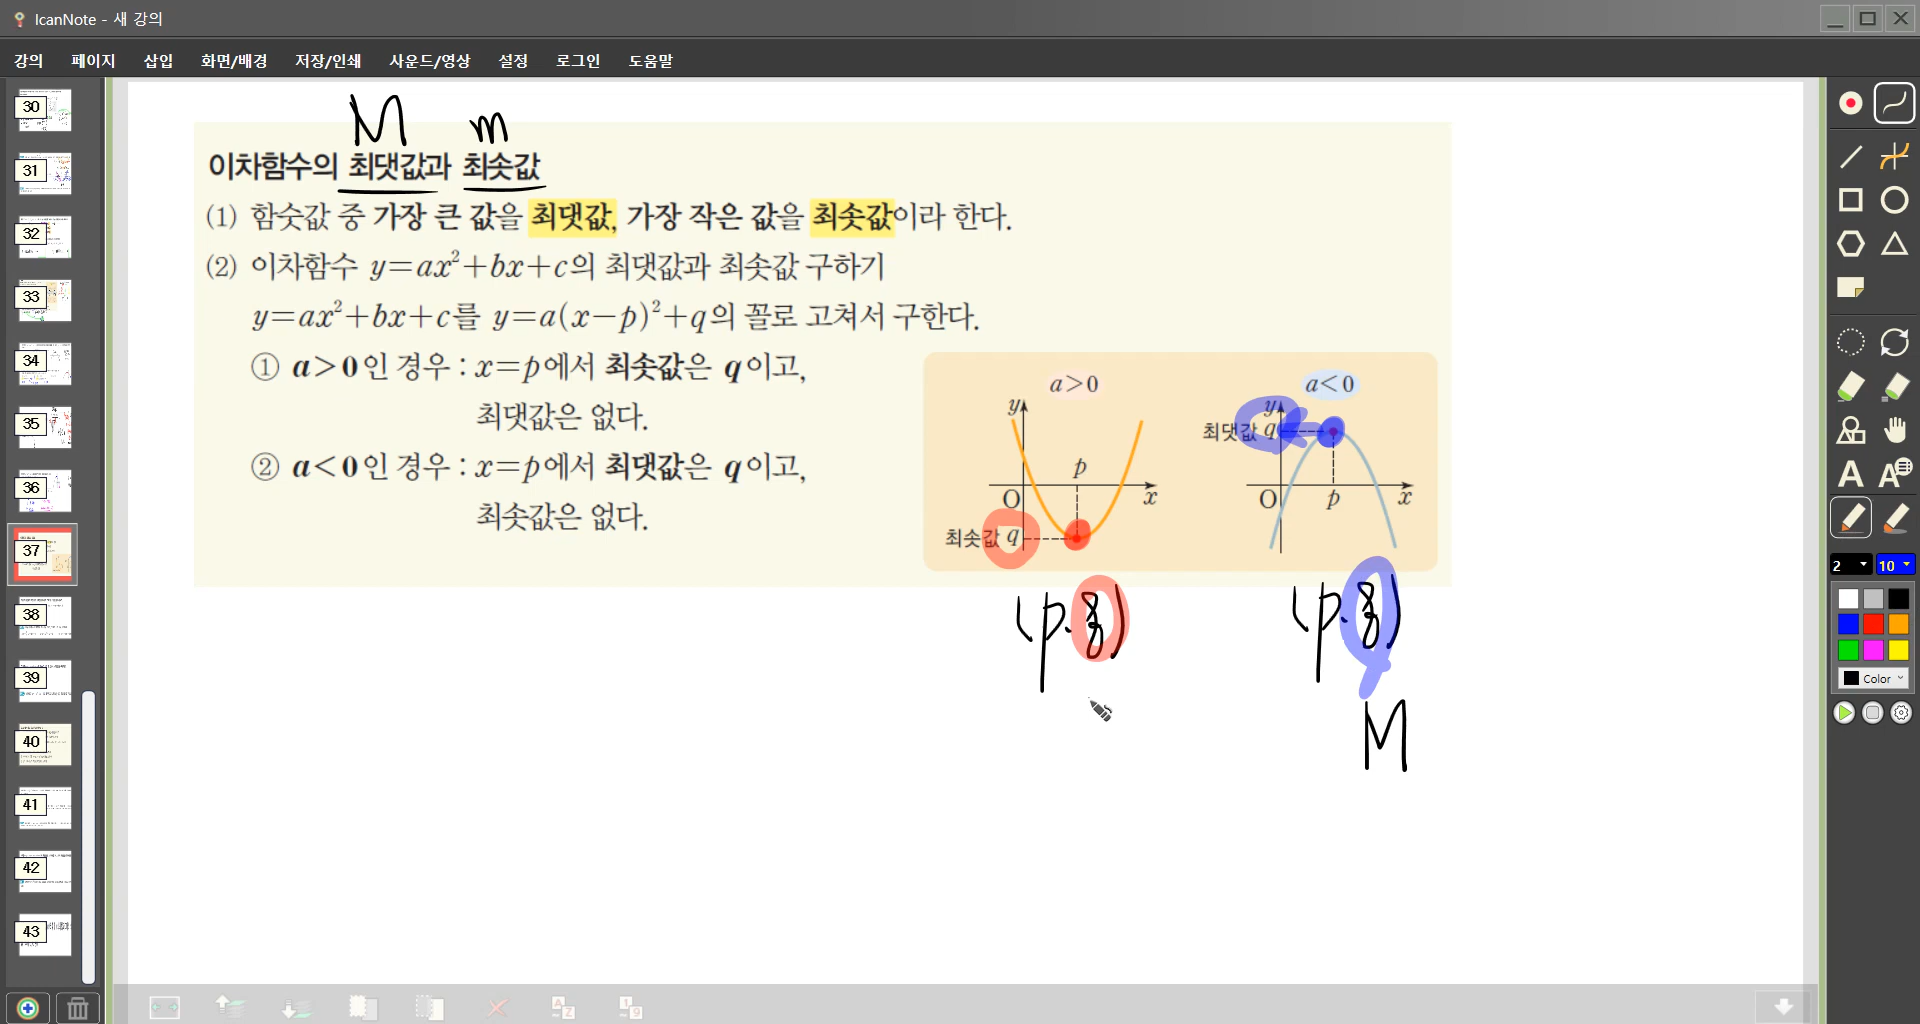 IcanNote - 새 강의
강의 페이지 삽입 화면/배경 저장/인쇄 사운드/영상 설정 로그인 도움말
M m
이차함수의 최댓값과 최솟값
(1) 함숫값 중 가장 큰 값을 최댓값, 가장 작은 값을 최솟값이라 한다.
(2) 이차함수 y=ax²+bx+c의 최댓값과 최솟값 구하기
y=ax²+bx+c를 y=a(x-p)²+q의 꼴로 고쳐서 구한다.
① a>0인 경우 : x=p에서 최솟값은 q이고,
최댓값은 없다.
② a<0인 경우 : x=p에서 최댓값은 q이고,
최솟값은 없다.
a>0
y
p
O x
최솟값 q
a<0
y
최댓값 q
O p x
(p, q) (p, q)
M
30
31
32
33
34
35
36
37
38
39
40
41
42
43
A A
2 10
Color
A Z
1 9